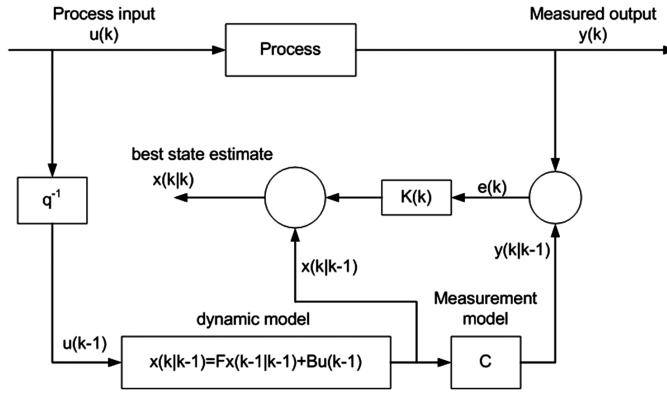 Process input
u(k)
Process
Measured output
y(k)
best state estimate
x(k|k)
K(k)
e(k)
q-1
x(k|k-1)
y(k|k-1)
u(k-1)
dynamic model
x(k|k-1)=Fx(k-1|k-1)+Bu(k-1)
Measurement
model
C